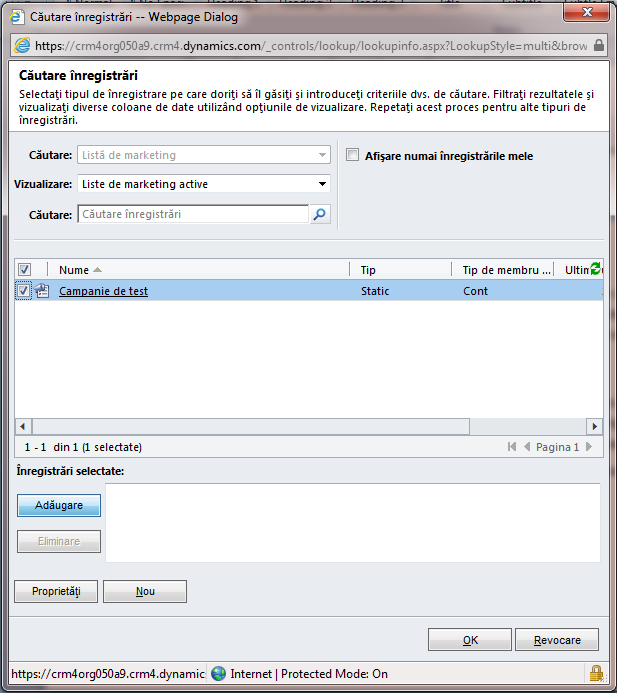 Căutare înregistrări -- Webpage Dialog
https://crm4org050a9.crm4.dynamics.com/_controls/lookup/lookupinfo.aspx?LookupStyle=multi&brow
Căutare înregistrări
Selectați tipul de înregistrare pe care doriți să îl găsiți și introduceți criteriile dvs. de căutare. Filtrați rezultatele și
vizualizați diverse coloane de date utilizând opțiunile de vizualizare. Repetați acest proces pentru alte tipuri de
înregistrări.
Căutare: Listă de marketing
Afișare numai înregistrările mele
Vizualizare: Liste de marketing active
Căutare: Căutare înregistrări
Nume Tip Tip de membru ... Ultim
Campanie de test Static Cont
1 - 1 din 1 (1 selectate) Pagina 1
Înregistrări selectate:
Adăugare
Eliminare
Proprietăți Nou
OK Revocare
https://crm4org050a9.crm4.dynamic Internet | Protected Mode: On